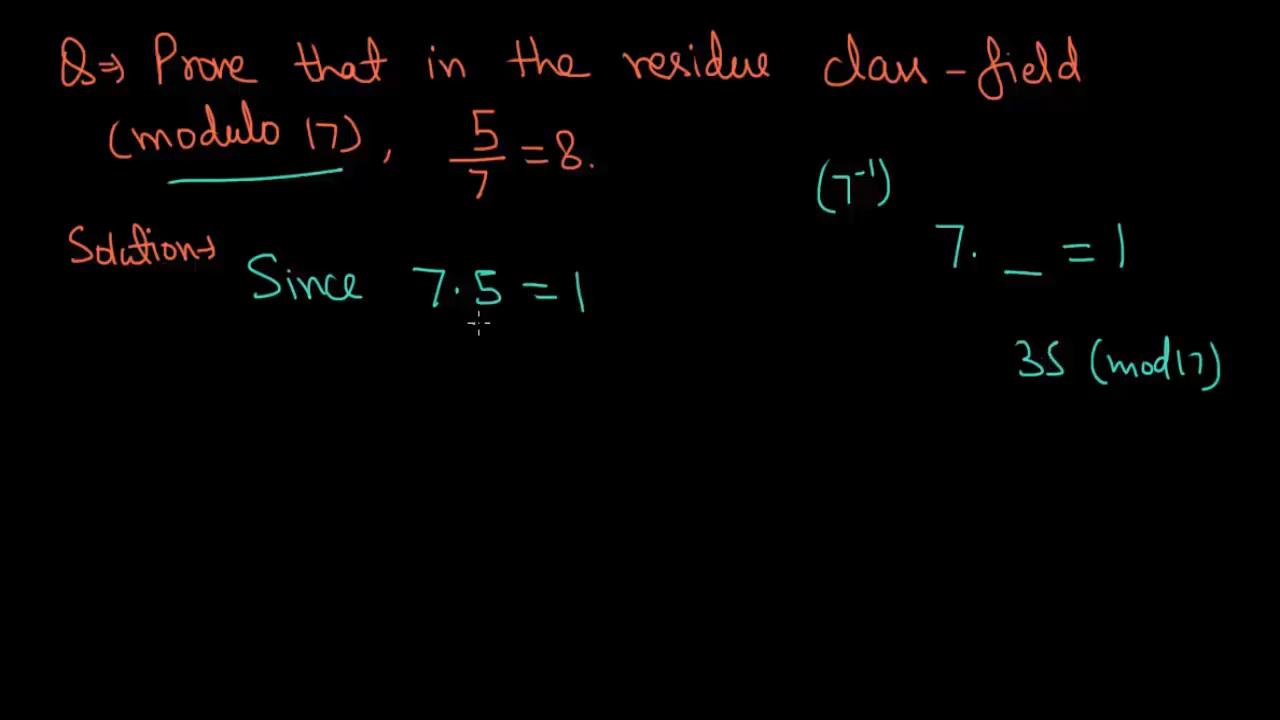 Q⇒ Prove that in the residue class-field
(modulo 17), 5/7 = 8.
(7⁻¹)
7. _ = 1
Solution→
Since 7·5 = 1
35 (mod 17)